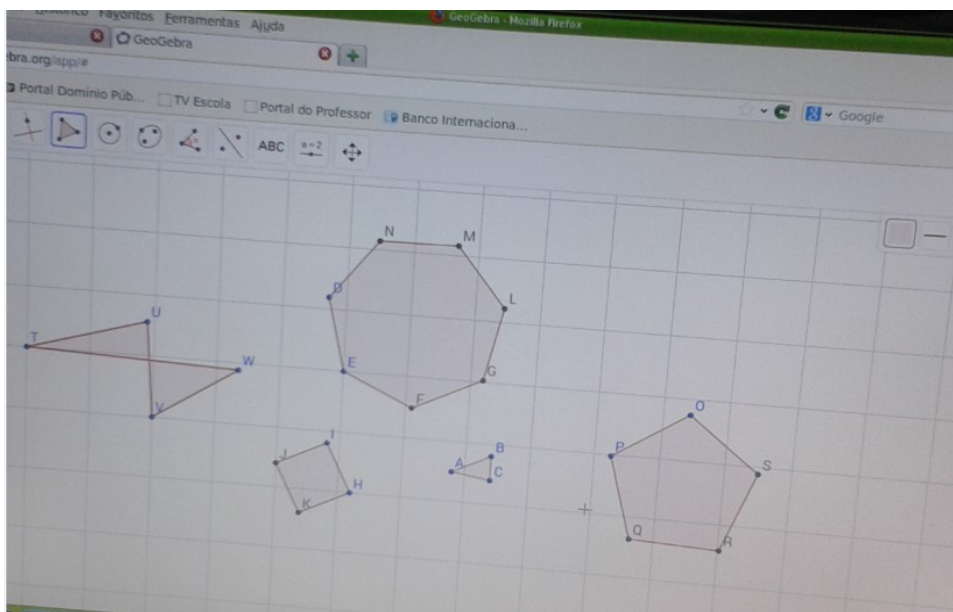 Favoritos Ferramentas Ajuda
GeoGebra - Mozilla Firefox
GeoGebra
ebra.org/app/#
Portal Domínio Púb... TV Escola Portal do Professor Banco Internaciona...
Google
ABC a=2
N M
D L
U
T
E G
W
F
V
O
I B P
J A S
C
H
K
Q R